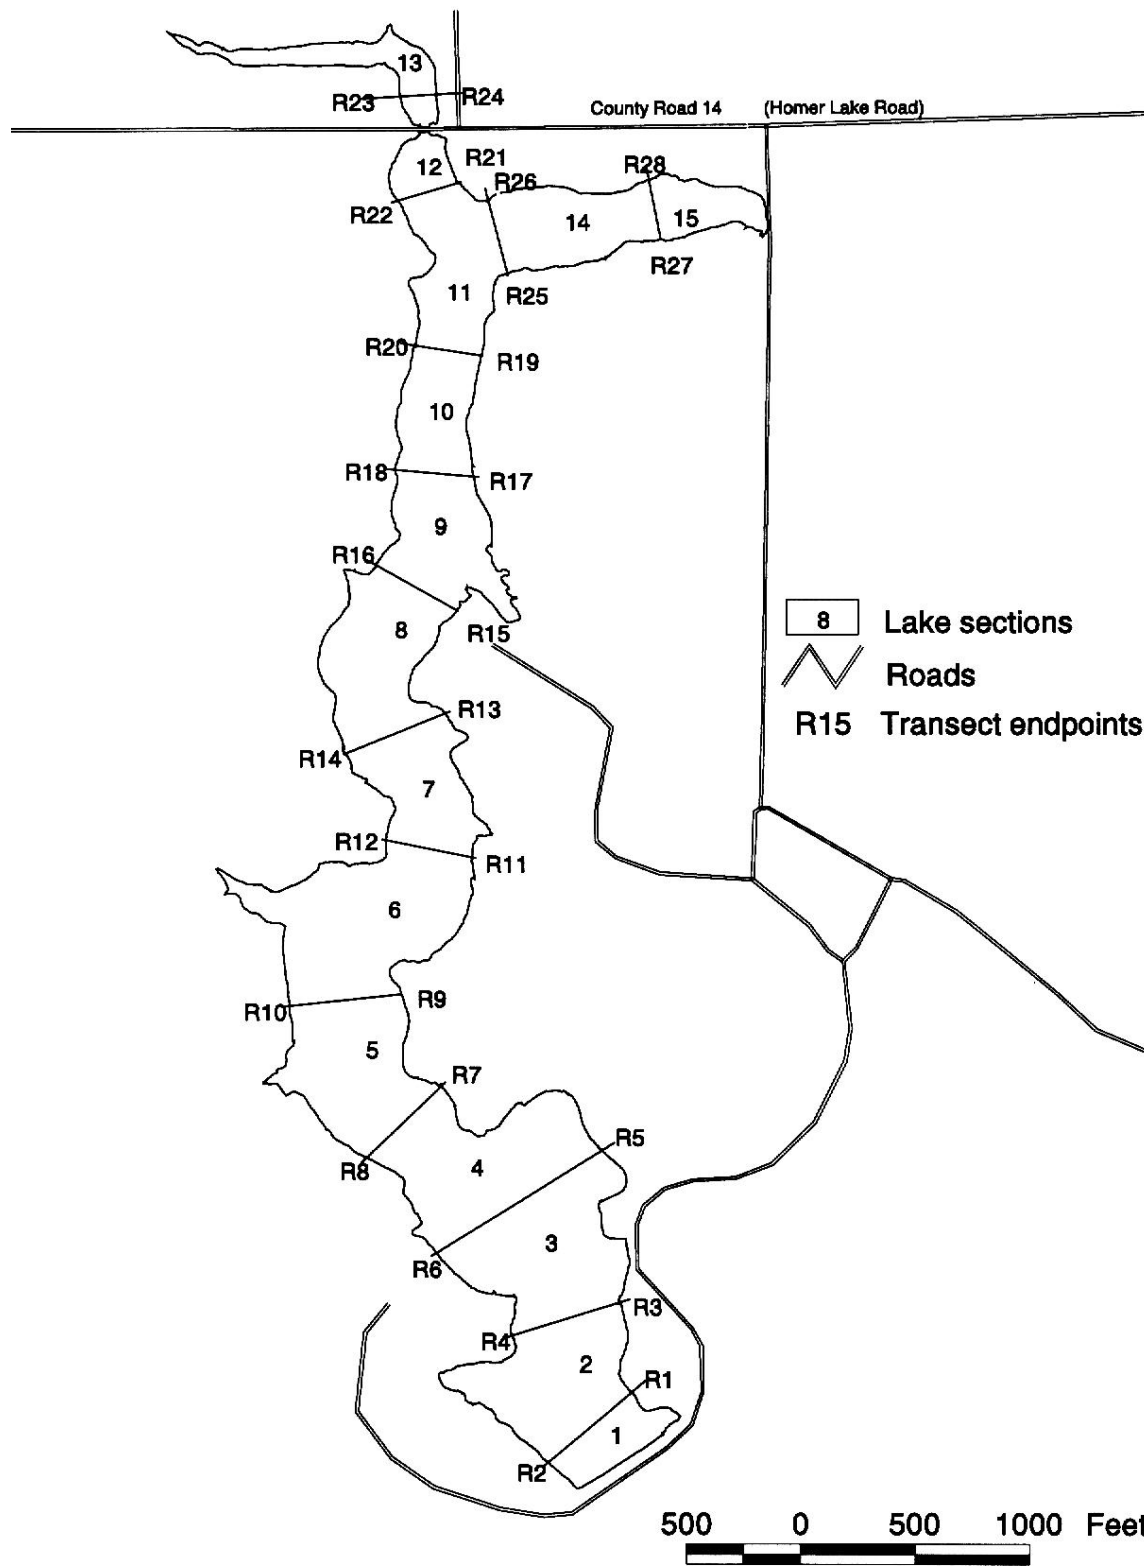 13
R23
R24
County Road 14
(Homer Lake Road)
12
R21
R26
R28
R22
14
15
R27
11
R25
R20
R19
10
R18
R17
9
R16
8
R15
8
Lake sections
Roads
R15
Transect endpoints
R13
R14
7
R12
R11
6
R10
R9
5
R7
R8
4
R5
R6
3
R3
R4
2
R1
1
R2
500
0
500
1000
Feet